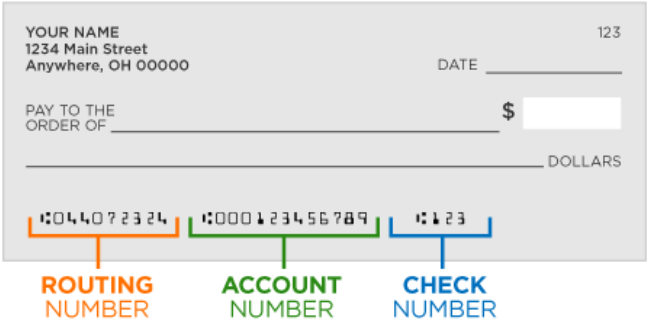 YOUR NAME 123
1234 Main Street
Anywhere, OH 00000
DATE
PAY TO THE
ORDER OF $
DOLLARS
⑆044072324 ⑆000123456789 ⑆123
ROUTING NUMBER
ACCOUNT NUMBER
CHECK NUMBER